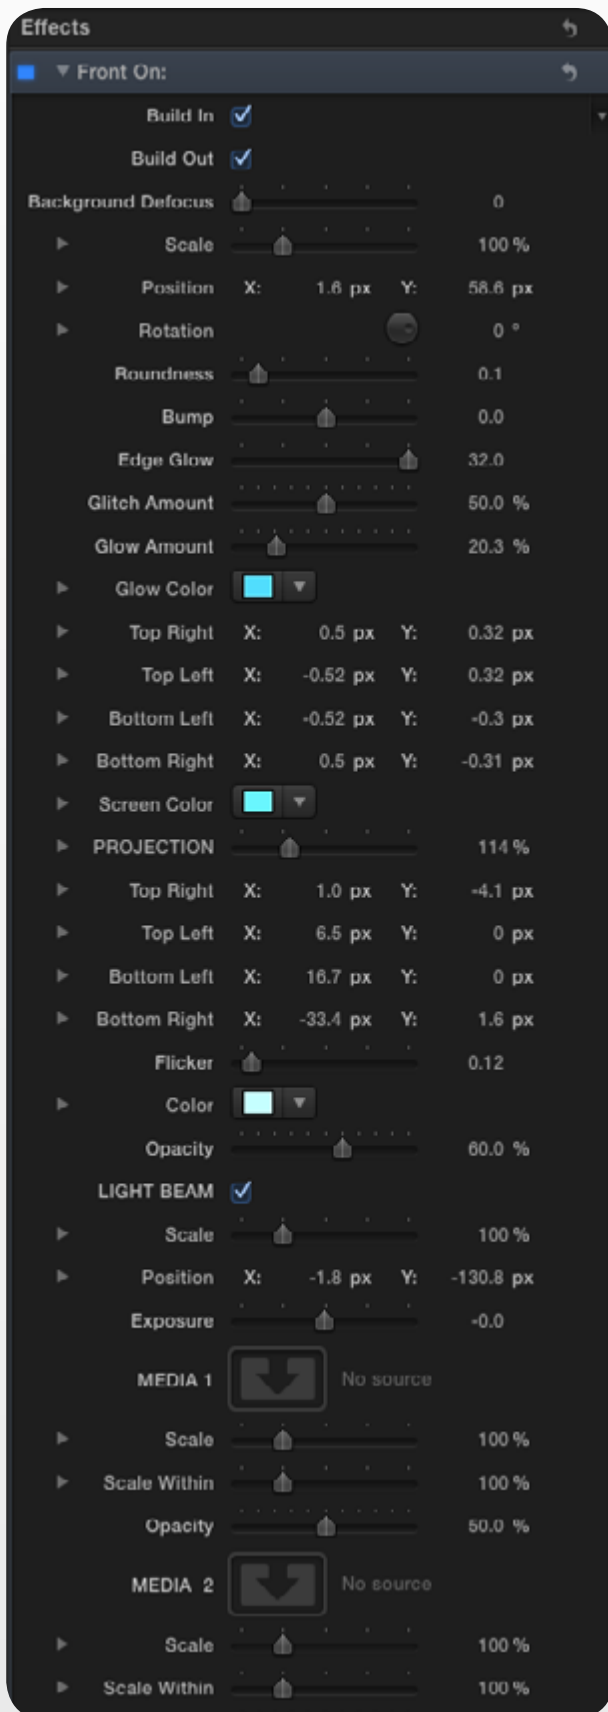 Effects
Front On:
Build In
Build Out
Background Defocus 0
Scale 100 %
Position X: 1.6 px Y: 58.6 px
Rotation 0 °
Roundness 0.1
Bump 0.0
Edge Glow 32.0
Glitch Amount 50.0 %
Glow Amount 20.3 %
Glow Color
Top Right X: 0.5 px Y: 0.32 px
Top Left X: -0.52 px Y: 0.32 px
Bottom Left X: -0.52 px Y: -0.3 px
Bottom Right X: 0.5 px Y: -0.31 px
Screen Color
PROJECTION 114 %
Top Right X: 1.0 px Y: -4.1 px
Top Left X: 6.5 px Y: 0 px
Bottom Left X: 16.7 px Y: 0 px
Bottom Right X: -33.4 px Y: 1.6 px
Flicker 0.12
Color
Opacity 60.0 %
LIGHT BEAM
Scale 100 %
Position X: -1.8 px Y: -130.8 px
Exposure -0.0
MEDIA 1 No source
Scale 100 %
Scale Within 100 %
Opacity 50.0 %
MEDIA 2 No source
Scale 100 %
Scale Within 100 %